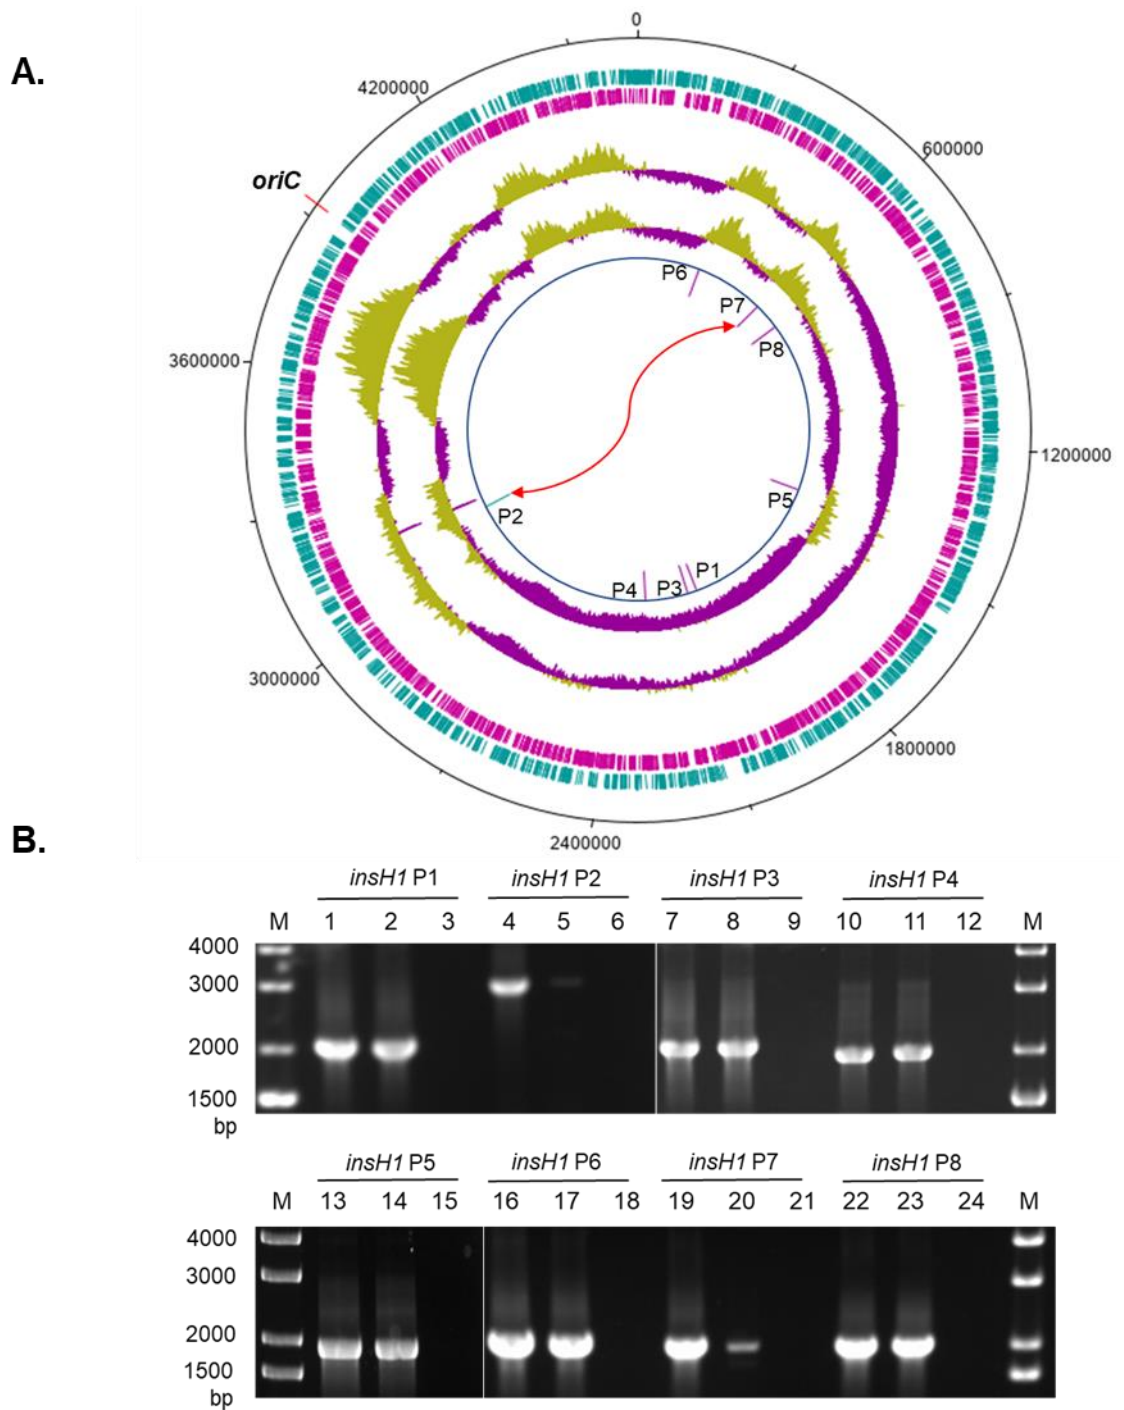 A.
0
4200000
600000
oriC
P6
P7
P8
3600000
1200000
P5
P2
P4 P3 P1
3000000
1800000
2400000
B.
insH1 P1 insH1 P2 insH1 P3 insH1 P4
M 1 2 3 4 5 6 7 8 9 10 11 12 M
4000
3000
2000
1500
bp
insH1 P5 insH1 P6 insH1 P7 insH1 P8
M 13 14 15 16 17 18 19 20 21 22 23 24 M
4000
3000
2000
1500
bp